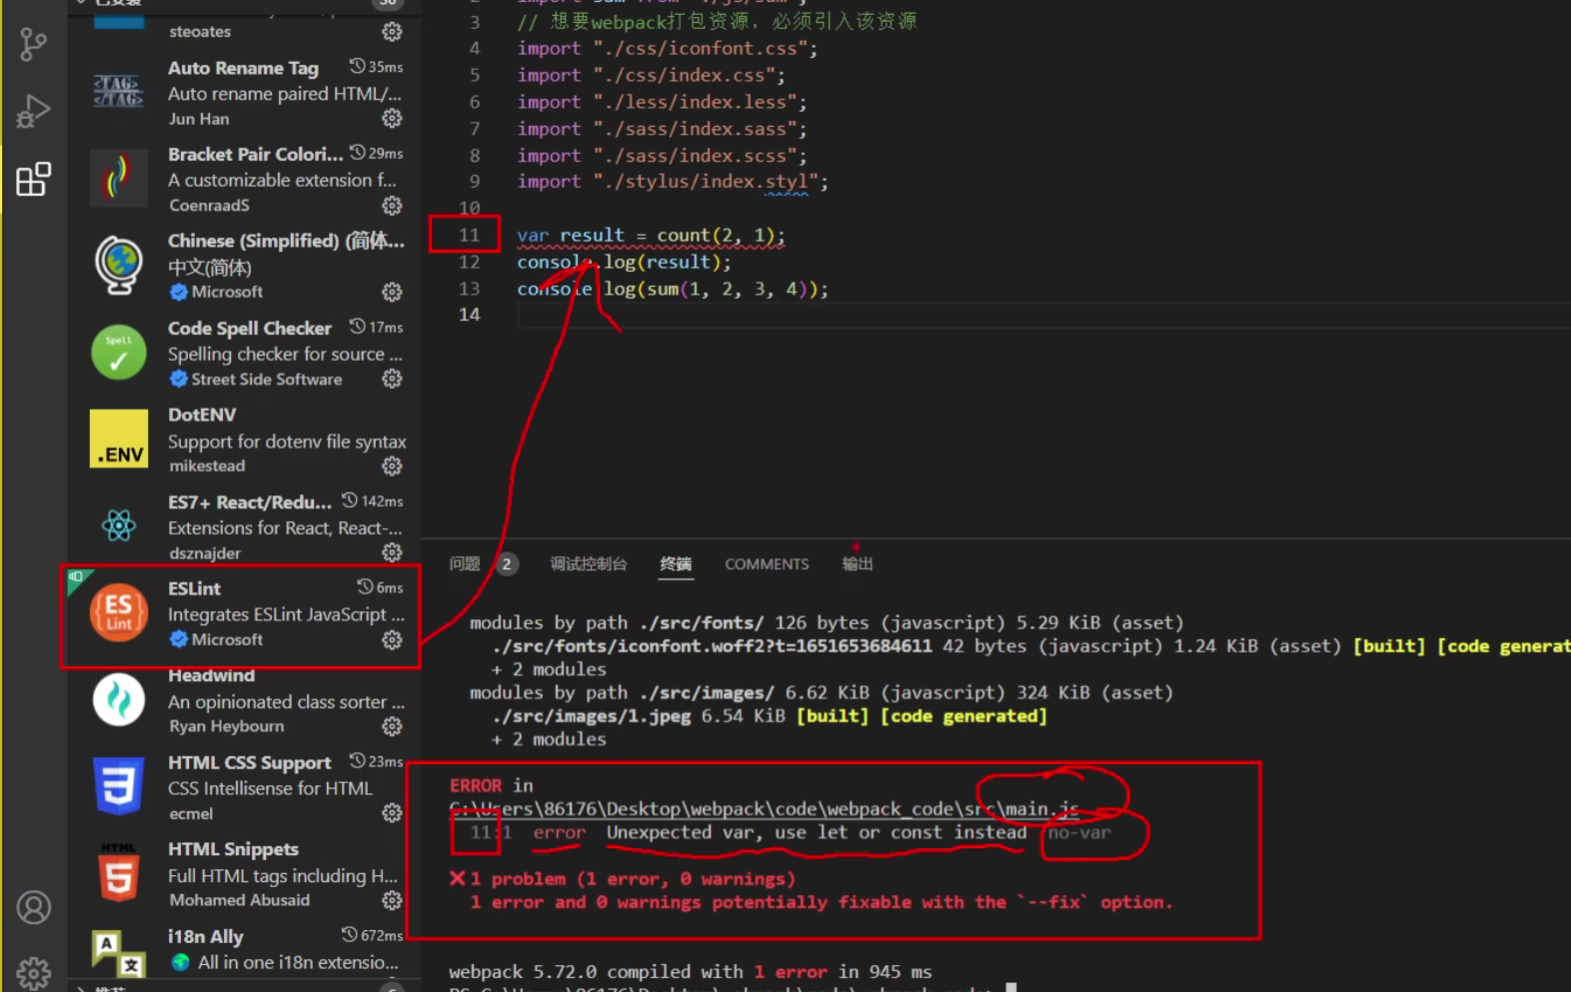 已安装
steoates
Auto Rename Tag 35ms
Auto rename paired HTML/...
Jun Han
Bracket Pair Colori... 29ms
A customizable extension f...
CoenraadS
Chinese (Simplified) (简体...
中文(简体)
Microsoft
Code Spell Checker 17ms
Spelling checker for source ...
Street Side Software
DotENV
.ENV
Support for dotenv file syntax
mikestead
ES7+ React/Redu... 142ms
Extensions for React, React-...
dsznajder
ESLint 6ms
Integrates ESLint JavaScript ...
Microsoft
Headwind
An opinionated class sorter ...
Ryan Heybourn
HTML CSS Support 23ms
CSS Intellisense for HTML
ecmel
HTML Snippets
Full HTML tags including H...
Mohamed Abusaid
i18n Ally 672ms
All in one i18n extensio...
推荐
2 import sum from "./js/sum";
3 // 想要webpack打包资源，必须引入该资源
4 import "./css/iconfont.css";
5 import "./css/index.css";
6 import "./less/index.less";
7 import "./sass/index.sass";
8 import "./sass/index.scss";
9 import "./stylus/index.styl";
10
11 var result = count(2, 1);
12 console.log(result);
13 console.log(sum(1, 2, 3, 4));
14
问题 2 调试控制台 终端 COMMENTS 输出
modules by path ./src/fonts/ 126 bytes (javascript) 5.29 KiB (asset)
./src/fonts/iconfont.woff2?t=1651653684611 42 bytes (javascript) 1.24 KiB (asset) [built] [code generat
+ 2 modules
modules by path ./src/images/ 6.62 KiB (javascript) 324 KiB (asset)
./src/images/1.jpeg 6.54 KiB [built] [code generated]
+ 2 modules
ERROR in
C:\Users\86176\Desktop\webpack\code\webpack_code\src\main.js
11:1 error Unexpected var, use let or const instead no-var
✖ 1 problem (1 error, 0 warnings)
1 error and 0 warnings potentially fixable with the `--fix` option.
webpack 5.72.0 compiled with 1 error in 945 ms